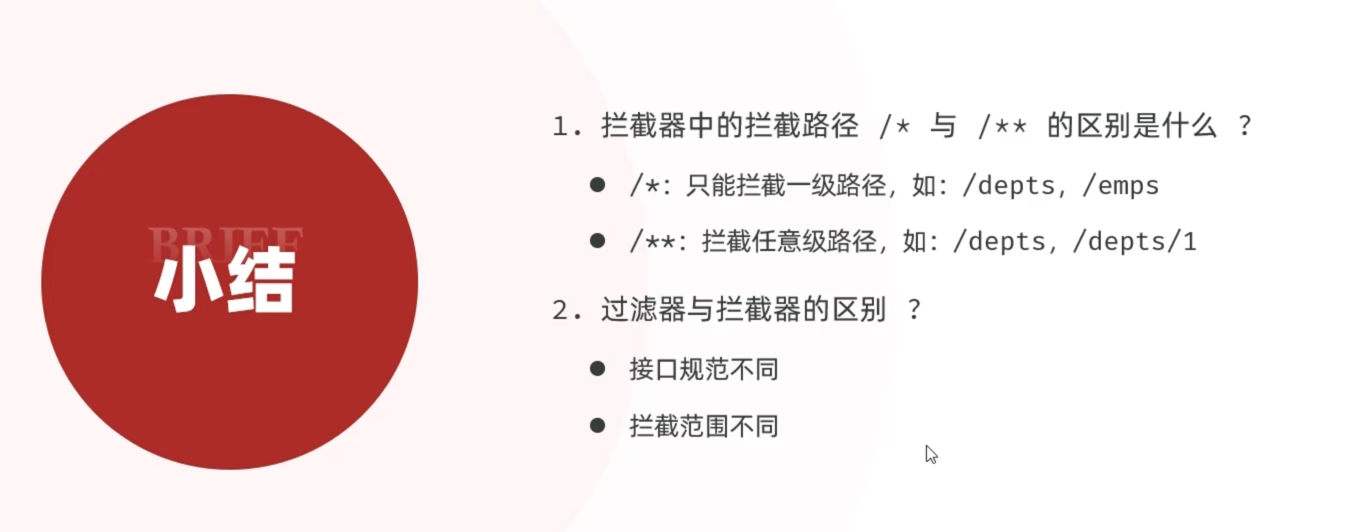 BRIEF
小结
1. 拦截器中的拦截路径 /* 与 /** 的区别是什么 ？
● /*：只能拦截一级路径，如：/depts，/emps
● /**：拦截任意级路径，如：/depts，/depts/1
2. 过滤器与拦截器的区别 ？
● 接口规范不同
● 拦截范围不同